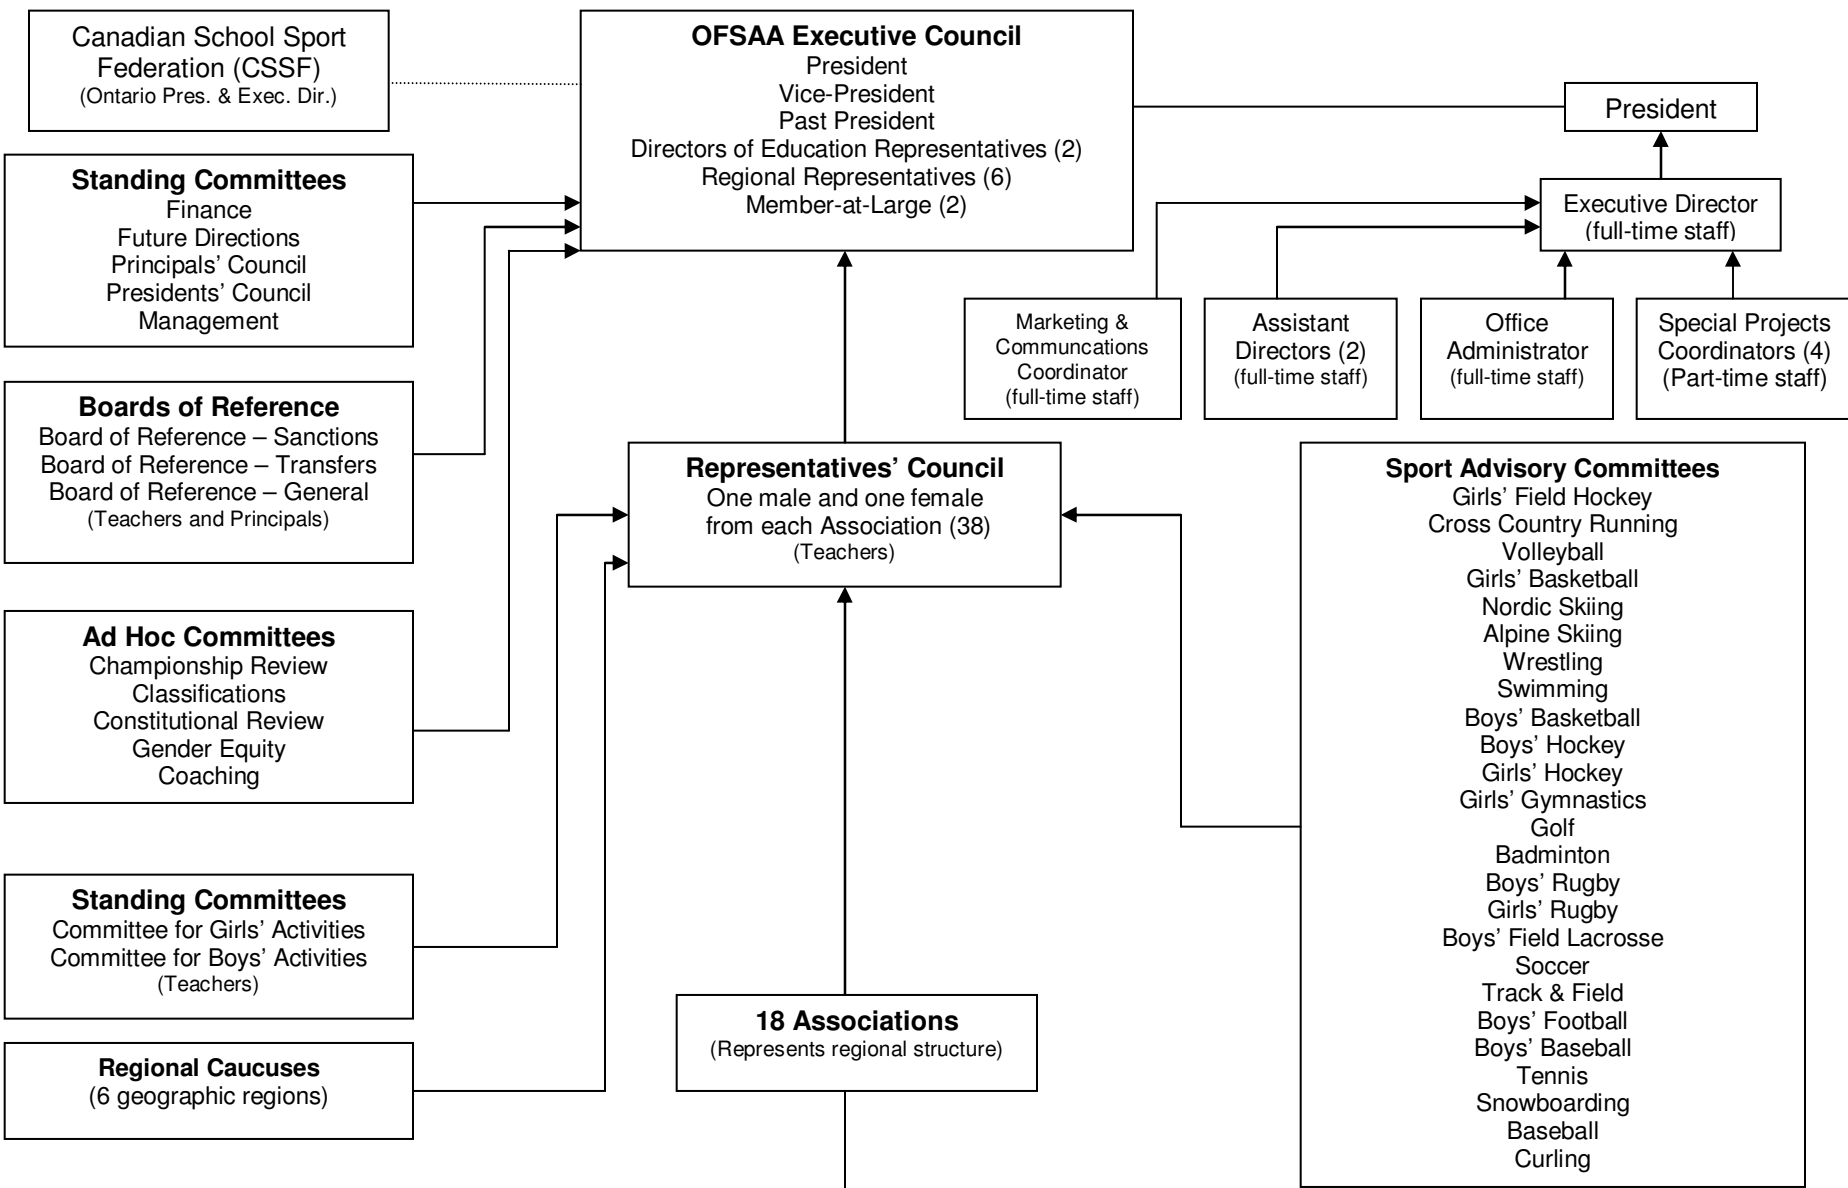 Canadian School Sport
Federation (CSSF)
(Ontario Pres. & Exec. Dir.)
OFSAA Executive Council
President
Vice-President
Past President
Directors of Education Representatives (2)
Regional Representatives (6)
Member-at-Large (2)
President
Executive Director
(full-time staff)
Marketing &
Communcations
Coordinator
(full-time staff)
Assistant
Directors (2)
(full-time staff)
Office
Administrator
(full-time staff)
Special Projects
Coordinators (4)
(Part-time staff)
Standing Committees
Finance
Future Directions
Principals' Council
Presidents' Council
Management
Boards of Reference
Board of Reference – Sanctions
Board of Reference – Transfers
Board of Reference – General
(Teachers and Principals)
Ad Hoc Committees
Championship Review
Classifications
Constitutional Review
Gender Equity
Coaching
Standing Committees
Committee for Girls' Activities
Committee for Boys' Activities
(Teachers)
Regional Caucuses
(6 geographic regions)
Representatives' Council
One male and one female
from each Association (38)
(Teachers)
18 Associations
(Represents regional structure)
Sport Advisory Committees
Girls' Field Hockey
Cross Country Running
Volleyball
Girls' Basketball
Nordic Skiing
Alpine Skiing
Wrestling
Swimming
Boys' Basketball
Boys' Hockey
Girls' Hockey
Girls' Gymnastics
Golf
Badminton
Boys' Rugby
Girls' Rugby
Boys' Field Lacrosse
Soccer
Track & Field
Boys' Football
Boys' Baseball
Tennis
Snowboarding
Baseball
Curling